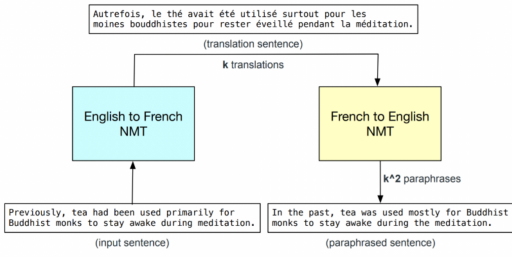 Autrefois, le thé avait été utilisé surtout pour les
moines bouddhistes pour rester éveillé pendant la méditation.
(translation sentence)
k translations
English to French
NMT
French to English
NMT
k^2 paraphrases
Previously, tea had been used primarily for
Buddhist monks to stay awake during meditation.
(input sentence)
In the past, tea was used mostly for Buddhist
monks to stay awake during the meditation.
(paraphrased sentence)